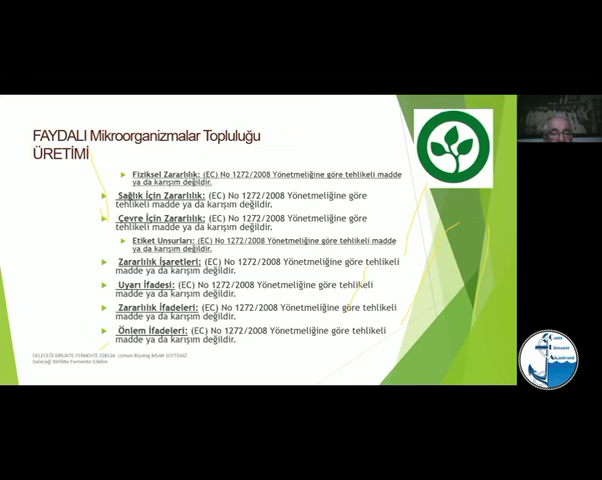 FAYDALI Mikroorganizmalar Topluluğu
ÜRETİMİ
Fiziksel Zararlılık: (EC) No 1272/2008 Yönetmeliğine göre tehlikeli madde
ya da karışım değildir.
Sağlık İçin Zararlılık: (EC) No 1272/2008 Yönetmeliğine göre
tehlikeli madde ya da karışım değildir.
Çevre İçin Zararlılık: (EC) No 1272/2008 Yönetmeliğine göre
tehlikeli madde ya da karışım değildir.
Etiket Unsurları: (EC) No 1272/2008 Yönetmeliğine göre tehlikeli madde
ya da karışım değildir.
Zararlılık İşaretleri: (EC) No 1272/2008 Yönetmeliğine göre tehlikeli
madde ya da karışım değildir.
Uyarı İfadesi: (EC) No 1272/2008 Yönetmeliğine göre tehlikeli
madde ya da karışım değildir.
Zararlılık İfadeleri: (EC) No 1272/2008 Yönetmeliğine göre tehlikeli
madde ya da karışım değildir.
Önlem İfadeleri: (EC) No 1272/2008 Yönetmeliğine göre tehlikeli
madde ya da karışım değildir.
GELECEĞİ BİRLİKTE FERMENTE EDELİM Uzman Biyolog
Geleceği Birlikte Fermente Edelim
Akademi